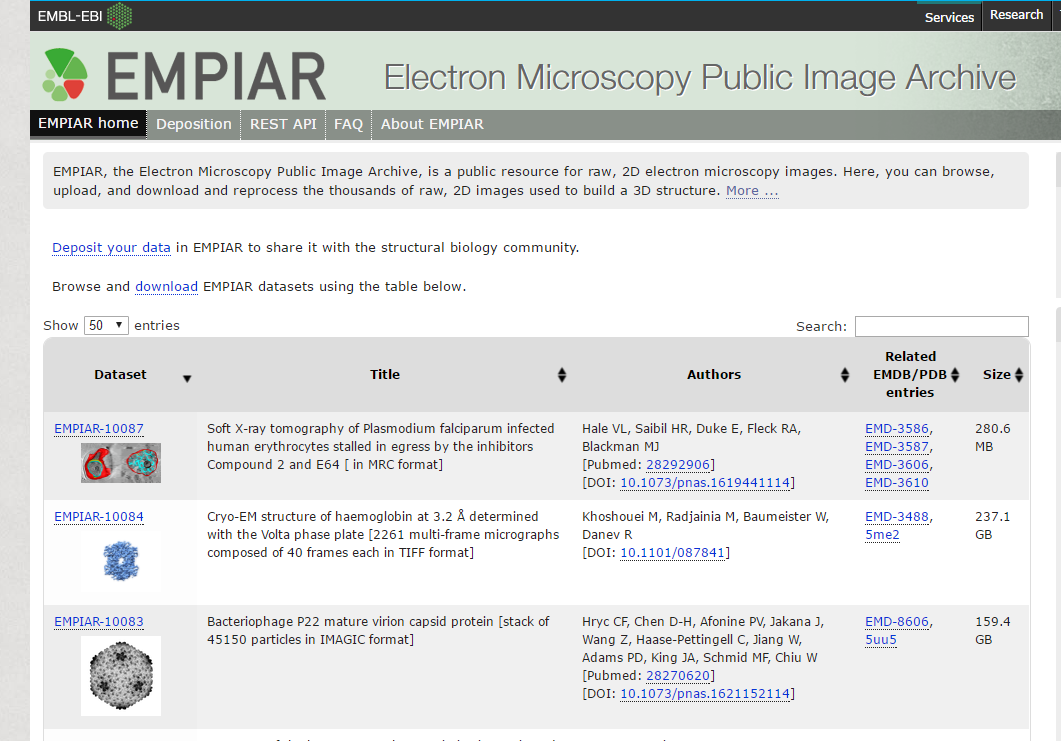 EMBL-EBI
Services
Research
EMPIAR
Electron Microscopy Public Image Archive
EMPIAR home
Deposition
REST API
FAQ
About EMPIAR
EMPIAR, the Electron Microscopy Public Image Archive, is a public resource for raw, 2D electron microscopy images. Here, you can browse,
upload, and download and reprocess the thousands of raw, 2D images used to build a 3D structure. More ...
Deposit your data in EMPIAR to share it with the structural biology community.
Browse and download EMPIAR datasets using the table below.
Show 50 entries
Search:
Dataset
Title
Authors
Related
EMDB/PDB
entries
Size
EMPIAR-10087
Soft X-ray tomography of Plasmodium falciparum infected
human erythrocytes stalled in egress by the inhibitors
Compound 2 and E64 [ in MRC format]
Hale VL, Saibil HR, Duke E, Fleck RA,
Blackman MJ
[Pubmed: 28292906]
[DOI: 10.1073/pnas.1619441114]
EMD-3586,
EMD-3587,
EMD-3606,
EMD-3610
280.6
MB
EMPIAR-10084
Cryo-EM structure of haemoglobin at 3.2 Å determined
with the Volta phase plate [2261 multi-frame micrographs
composed of 40 frames each in TIFF format]
Khoshouei M, Radjainia M, Baumeister W,
Danev R
[DOI: 10.1101/087841]
EMD-3488,
5me2
237.1
GB
EMPIAR-10083
Bacteriophage P22 mature virion capsid protein [stack of
45150 particles in IMAGIC format]
Hryc CF, Chen D-H, Afonine PV, Jakana J,
Wang Z, Haase-Pettingell C, Jiang W,
Adams PD, King JA, Schmid MF, Chiu W
[Pubmed: 28270620]
[DOI: 10.1073/pnas.1621152114]
EMD-8606,
5uu5
159.4
GB